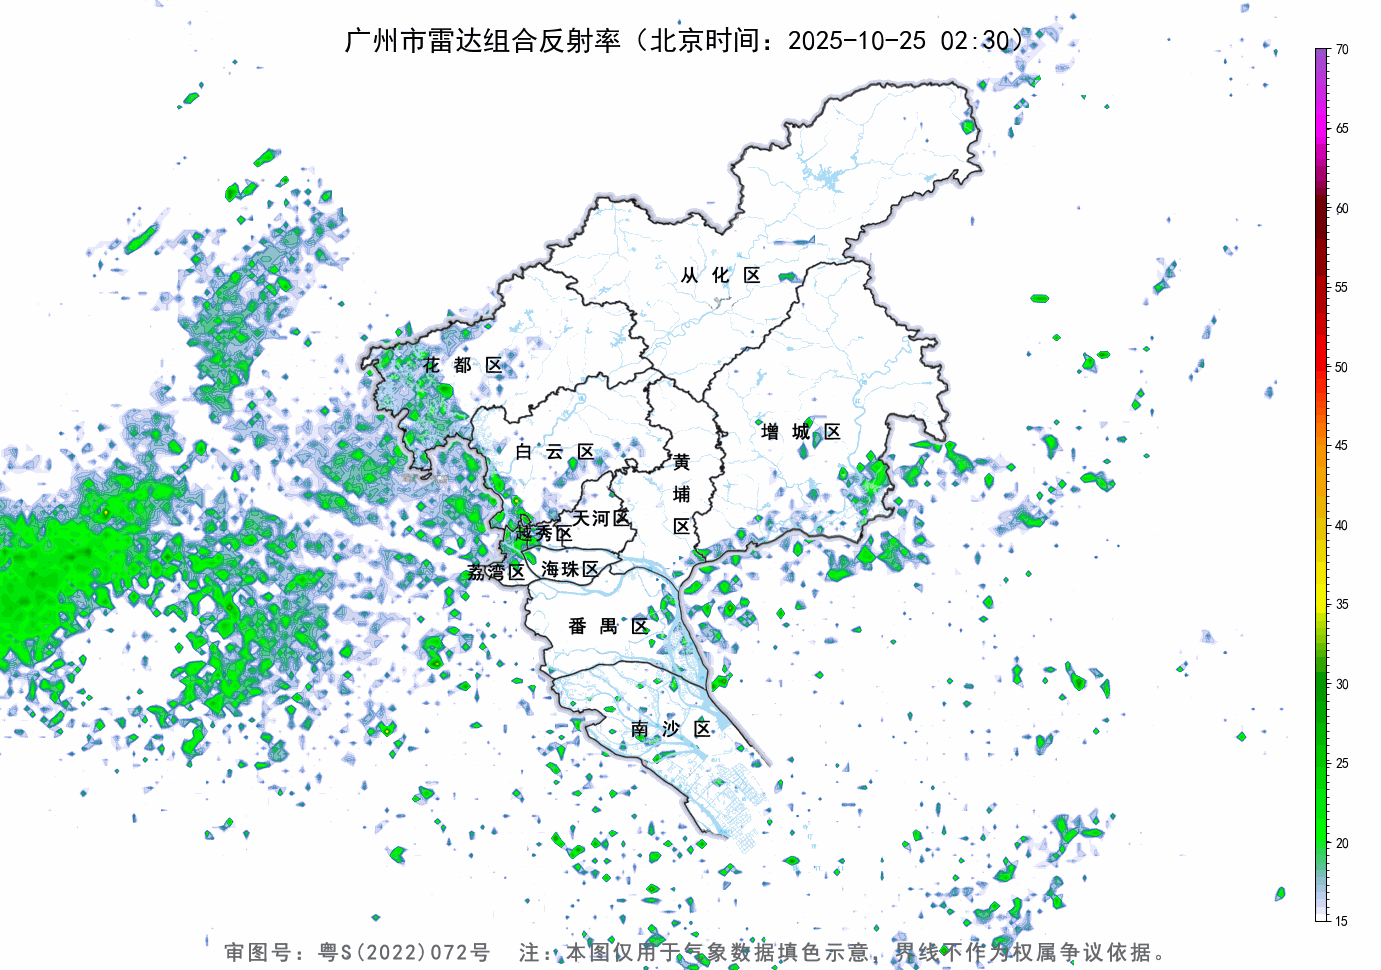 广州市雷达组合反射率（北京时间：2025-10-25 02:30）
70
65
60
55
50
45
40
35
30
25
20
15
从化区
花都区
增城区
白云区
黄埔区
天河区
越秀区
海珠区
荔湾区
番禺区
南沙区
审图号：粤S(2022)072号 注：本图仅用于气象数据填色示意，界线不作为权属争议依据。